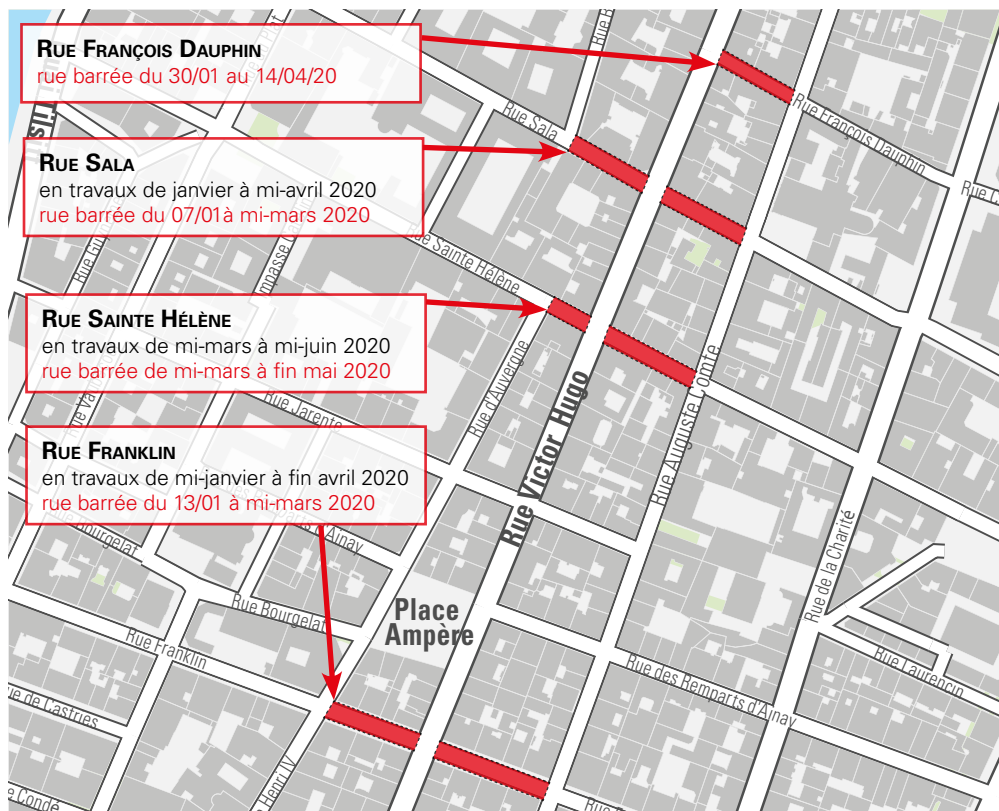 RUE FRANÇOIS DAUPHIN
rue barrée du 30/01 au 14/04/20
RUE SALA
en travaux de janvier à mi-avril 2020
rue barrée du 07/01à mi-mars 2020
RUE SAINTE HÉLÈNE
en travaux de mi-mars à mi-juin 2020
rue barrée de mi-mars à fin mai 2020
RUE FRANKLIN
en travaux de mi-janvier à fin avril 2020
rue barrée du 13/01 à mi-mars 2020
Rue Sala
Rue François Dauphin
Rue Sainte Hélène
Rue d'Auvergne
Rue Jarente
Rue Victor Hugo
Rue Auguste Comte
Rue de la Charité
Rue Bourgelat
Rue Bourgelat
Place
Ampère
Rue Franklin
Rue des Remparts d'Ainay
Rue Laurencin
Rue de Castries
Henri IV
Rue Condé